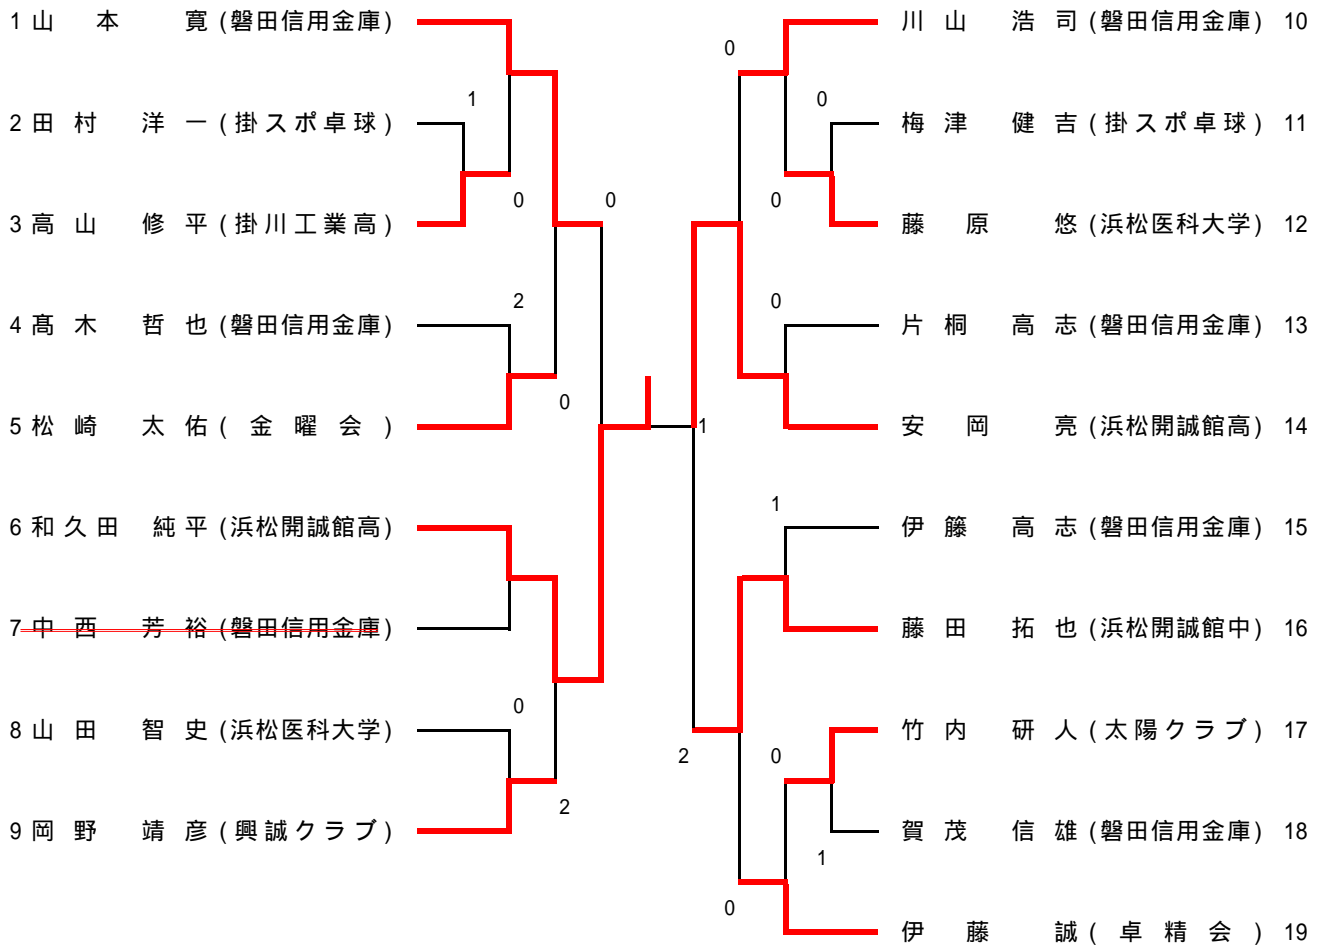 1 山本 寛 (磐田信用金庫)
川山 浩司 (磐田信用金庫) 10
0
1
0
2 田村 洋一 (掛スポ卓球)
梅津 健吉 (掛スポ卓球) 11
0
0
0
3 高山 修平 (掛川工業高)
藤原 悠 (浜松医科大学) 12
2
0
4 髙木 哲也 (磐田信用金庫)
片桐 高志 (磐田信用金庫) 13
0
5 松崎 太佑 (金曜会)
1
安岡 亮 (浜松開誠館高) 14
1
6 和久田 純平 (浜松開誠館高)
伊籐 高志 (磐田信用金庫) 15
7 中西 芳裕 (磐田信用金庫)
藤田 拓也 (浜松開誠館中) 16
0
8 山田 智史 (浜松医科大学)
竹内 研人 (太陽クラブ) 17
2
0
2
9 岡野 靖彦 (興誠クラブ)
賀茂 信雄 (磐田信用金庫) 18
1
0
伊藤 誠 (卓精会) 19